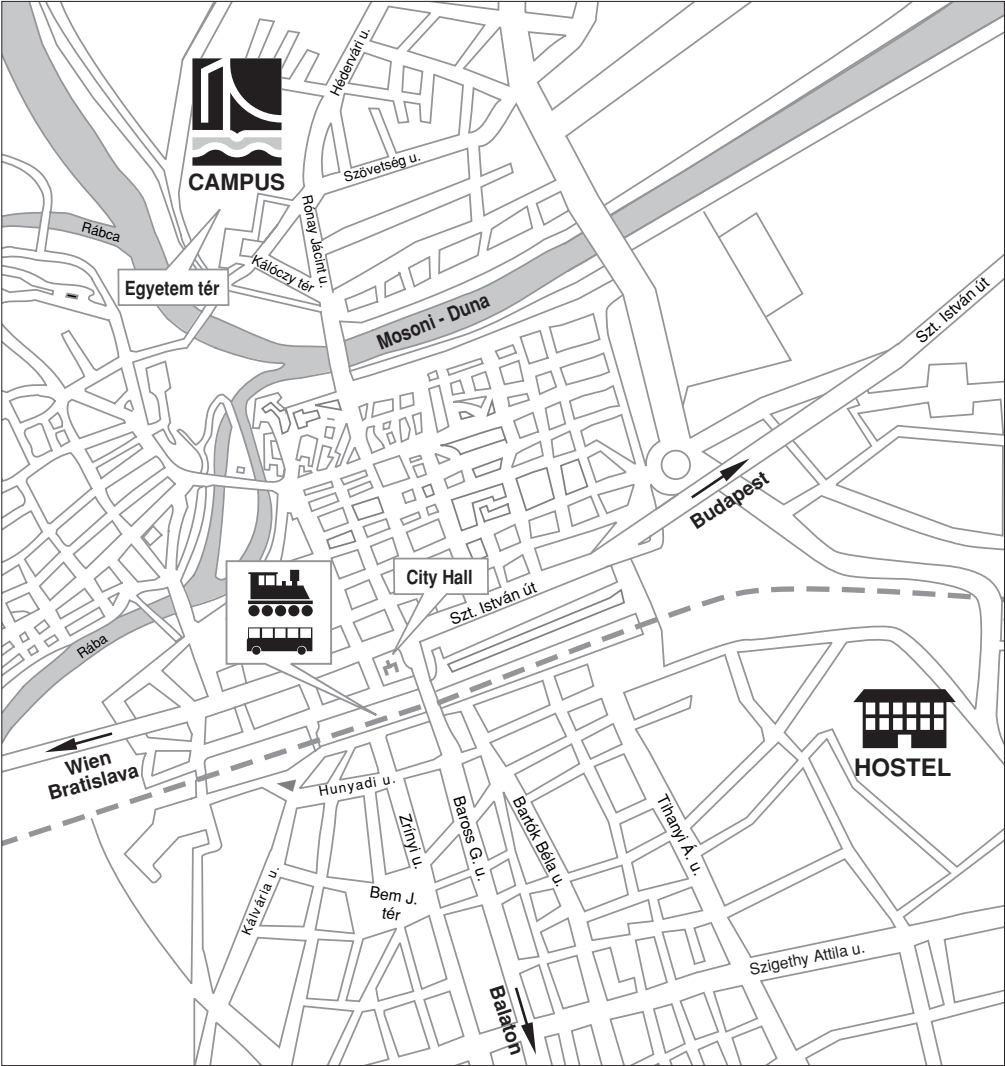 Hédervári u.
Szövetség u.
CAMPUS
Rónay Jácint u.
Rábca
Kálóczy tér
Egyetem tér
Mosoni - Duna
Szt. István út
Budapest
City Hall
Szt. István út
Rába
Wien
Bratislava
HOSTEL
Hunyadi u.
Zrínyi u.
Baross G. u.
Bartók Béla u.
Tihanyi Á. u.
Kálvária u.
Bem J.
tér
Szigethy Attila u.
Balaton